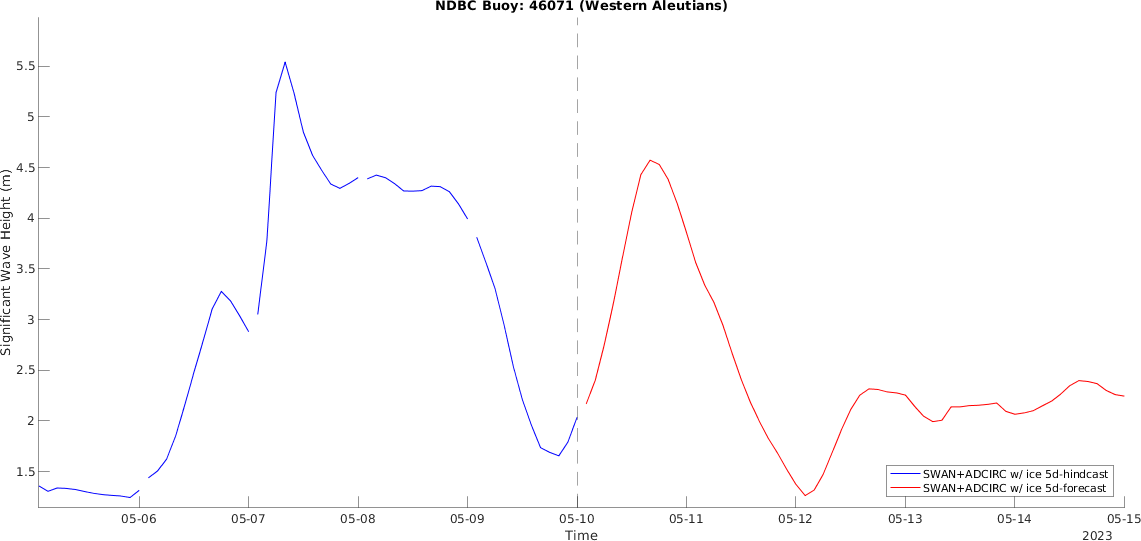 NDBC Buoy: 46071 (Western Aleutians)
Significant Wave Height (m)
5.5
5
4.5
4
3.5
3
2.5
2
1.5
SWAN+ADCIRC w/ ice 5d-hindcast
SWAN+ADCIRC w/ ice 5d-forecast
05-06 05-07 05-08 05-09 05-10 05-11 05-12 05-13 05-14 05-15
Time
2023